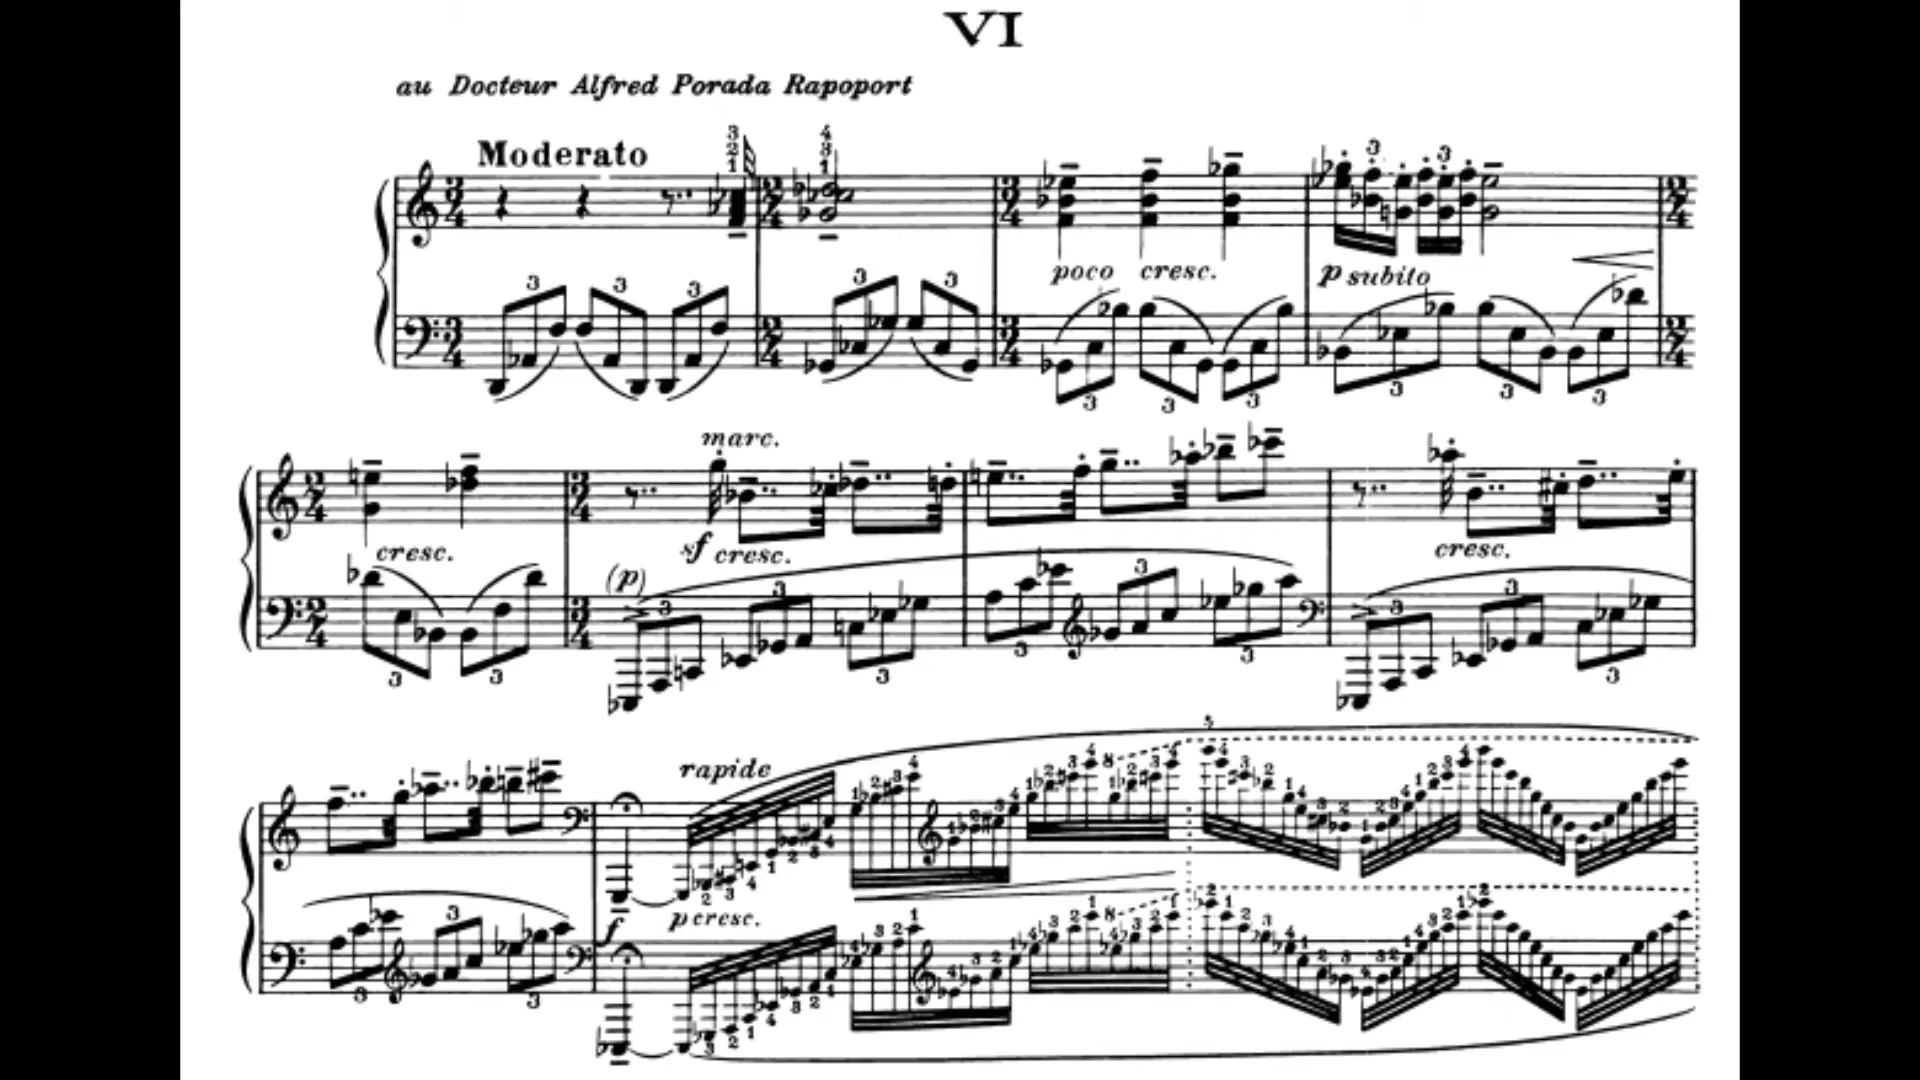 VI
au Docteur Alfred Porada Rapoport
Moderato
poco cresc.
p subito
marc.
cresc.
sf cresc.
cresc.
(p)
rapide
f
p cresc.